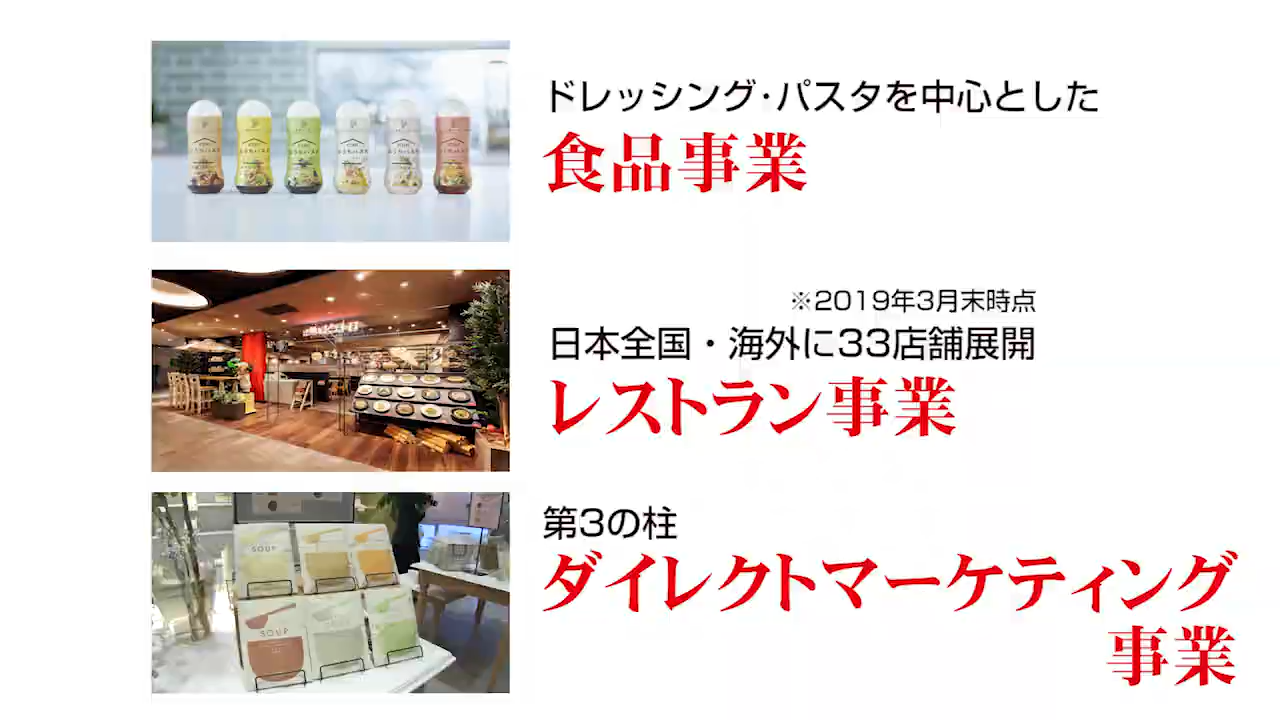 ドレッシング・パスタを中心とした
食品事業
※2019年3月末時点
日本全国・海外に33店舗展開
レストラン事業
第3の柱
ダイレクトマーケティング
事業
SOUP
SOUP